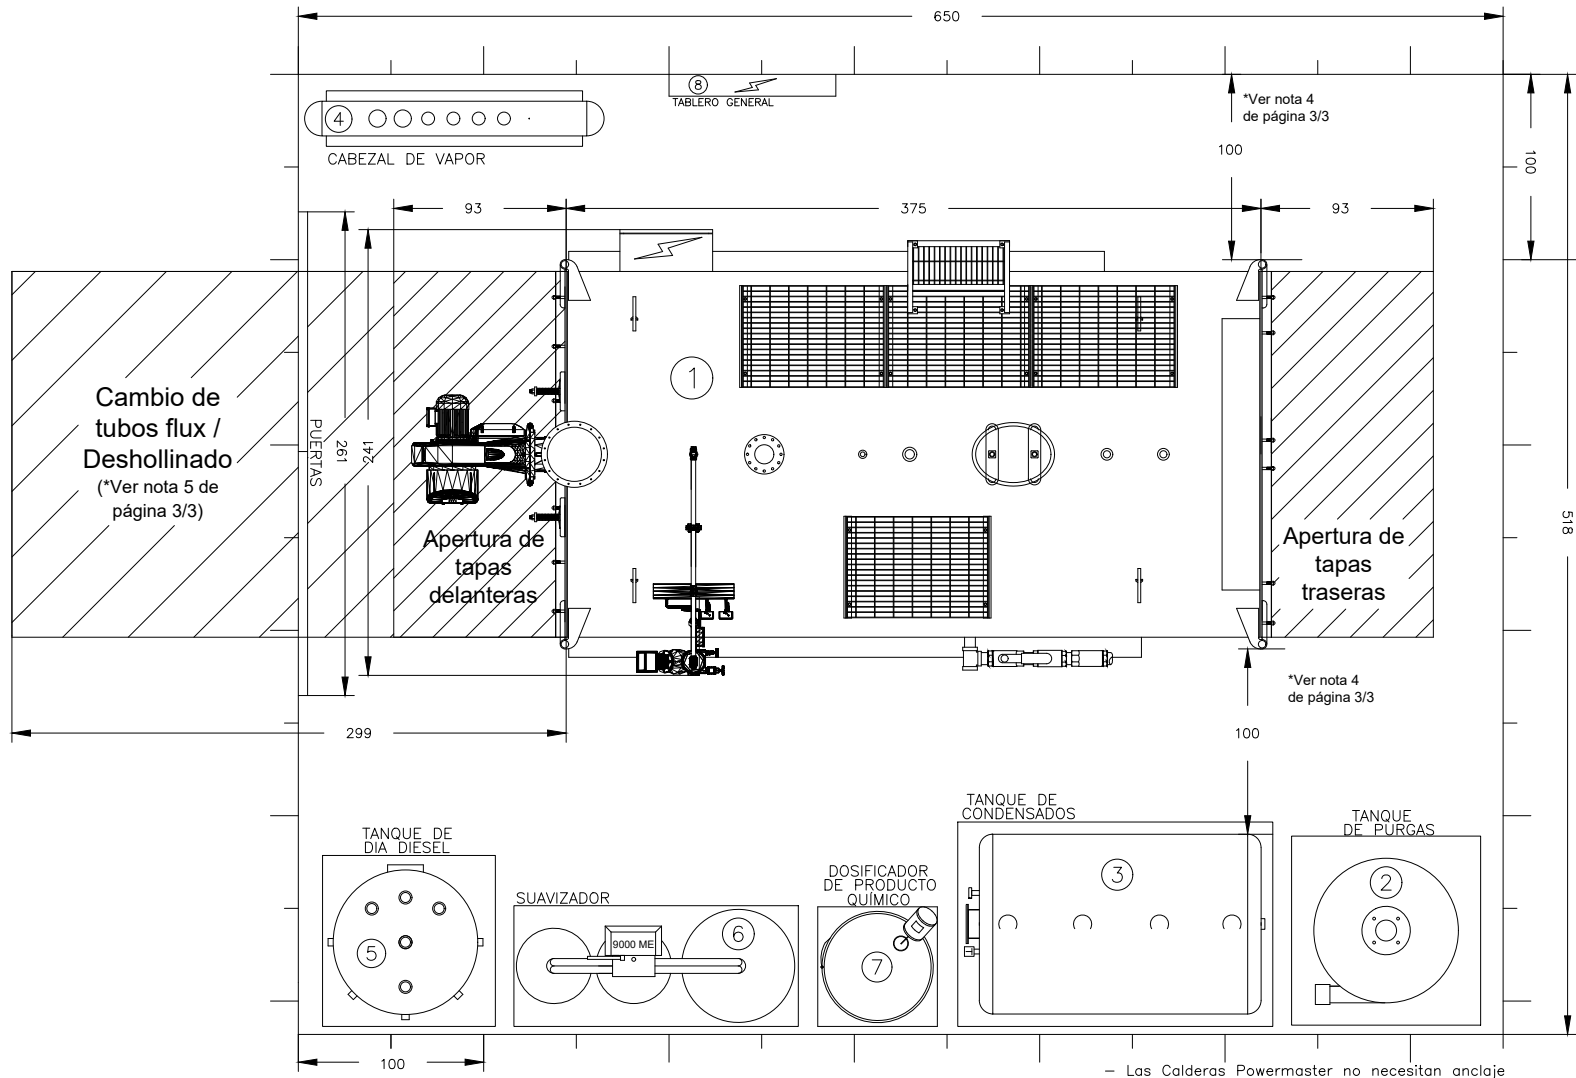 650
8
TABLERO GENERAL
*Ver nota 4
de página 3/3
4
CABEZAL DE VAPOR
100
100
93
375
93
1
Cambio de
tubos flux /
Deshollinado
(*Ver nota 5 de
página 3/3)
PUERTAS
261
241
Apertura de
tapas
delanteras
Apertura de
tapas
traseras
518
*Ver nota 4
de página 3/3
299
100
TANQUE DE
DIA DIESEL
5
SUAVIZADOR
9000 ME
6
DOSIFICADOR
DE PRODUCTO
QUÍMICO
7
TANQUE DE
CONDENSADOS
3
TANQUE
DE PURGAS
2
100
– Las Calderas Powermaster no necesitan anclaje